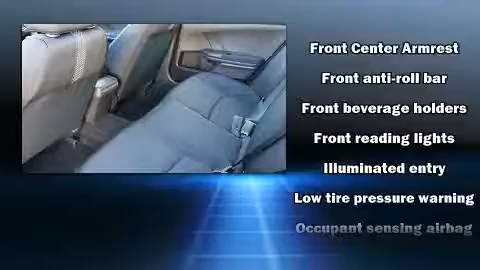 Front Center Armrest
Front anti-roll bar
Front beverage holders
Front reading lights
Illuminated entry
Low tire pressure warning
Occupant sensing airbag